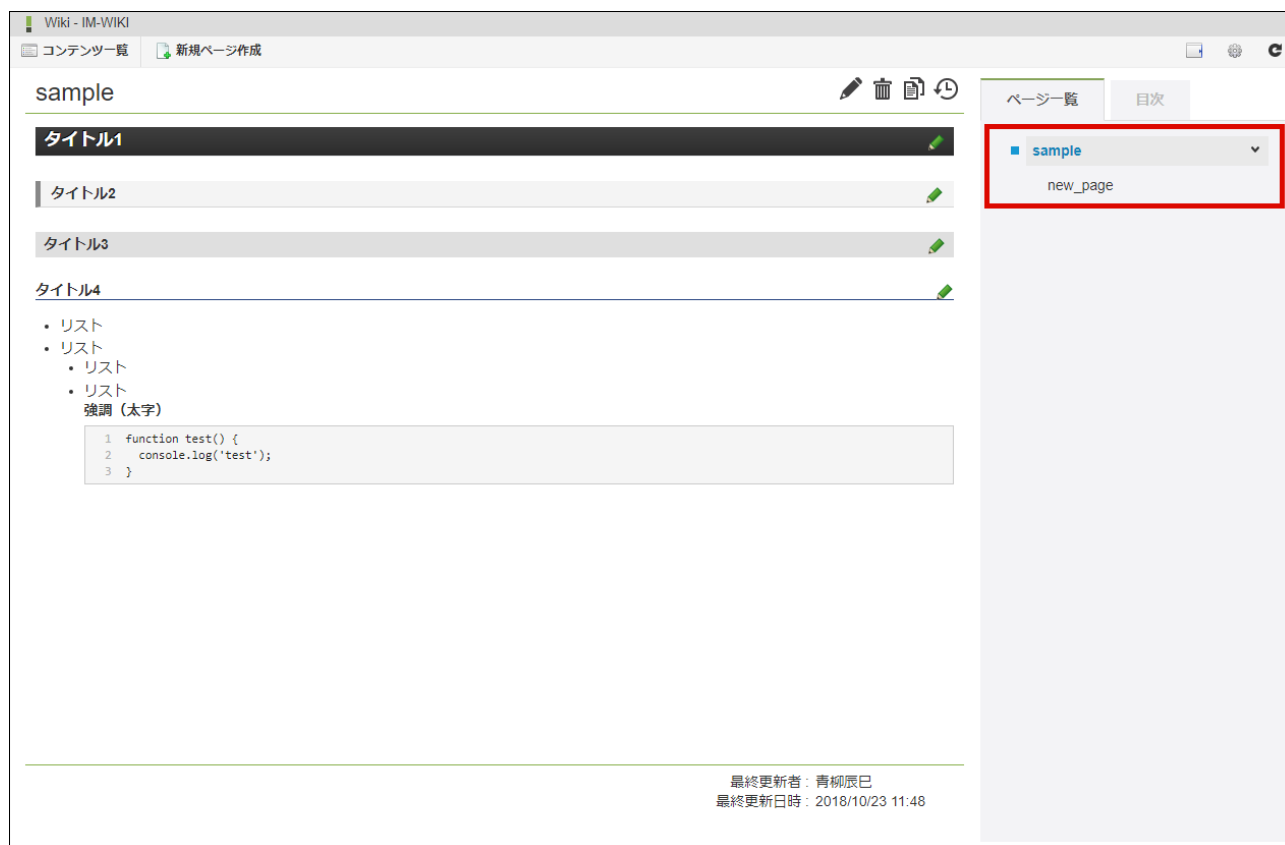 Wiki - IM-WIKI
コンテンツ一覧 新規ページ作成
sample
ページ一覧 目次
タイトル1
sample
new_page
タイトル2
タイトル3
タイトル4
• リスト
• リスト
• リスト
• リスト
強調（太字）
1 function test() {
2 console.log('test');
3 }
最終更新者 : 青柳辰巳
最終更新日時 : 2018/10/23 11:48